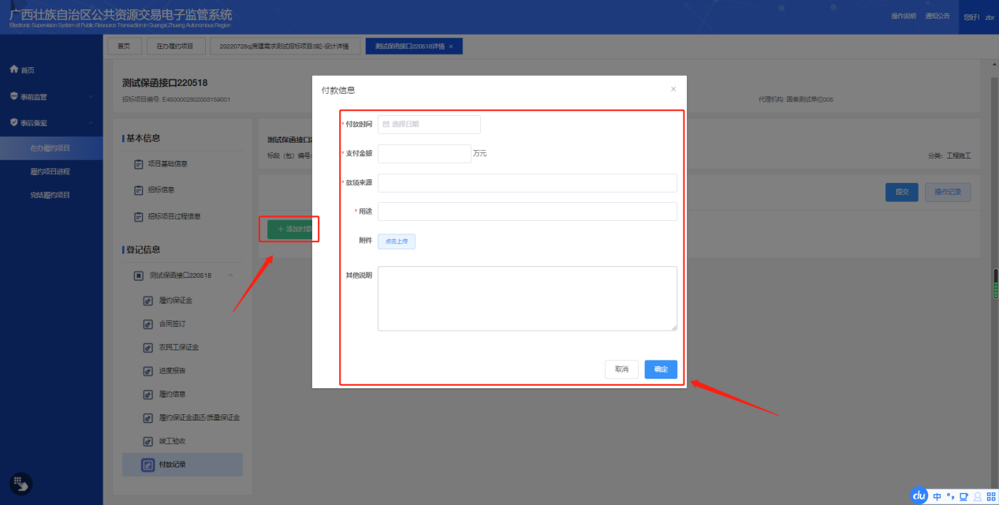 广西壮族自治区公共资源交易电子监管系统
Electronic Supervision System of Public Resource Transaction in Guangxi Zhuang Autonomous Region
操作说明 通知公告 您好! zbr
首页 在办履约项目 20220728qj房建需求测试招标项目3轮-设计详情 测试保函接口220518详情 ×
首页
事前监管
事后备案
在办履约项目
履约项目进程
完结履约项目
测试保函接口220518
招标项目编号: E4500002802003159001
代理机构: 国泰测试单位005
基本信息
项目基础信息
招标信息
招标项目过程信息
登记信息
测试保函接口220518
履约保证金
合同签订
农民工保证金
进度报告
履约信息
履约保证金退还/质量保证金
竣工验收
付款记录
测试保函接口2
标段（包）编号:
分类: 工程施工
提交 操作记录
+ 添加付款
付款信息 ×
* 付款时间 选择日期
* 支付金额 万元
* 款项来源
* 用途
附件 点击上传
其他说明
取消 确定
du 中